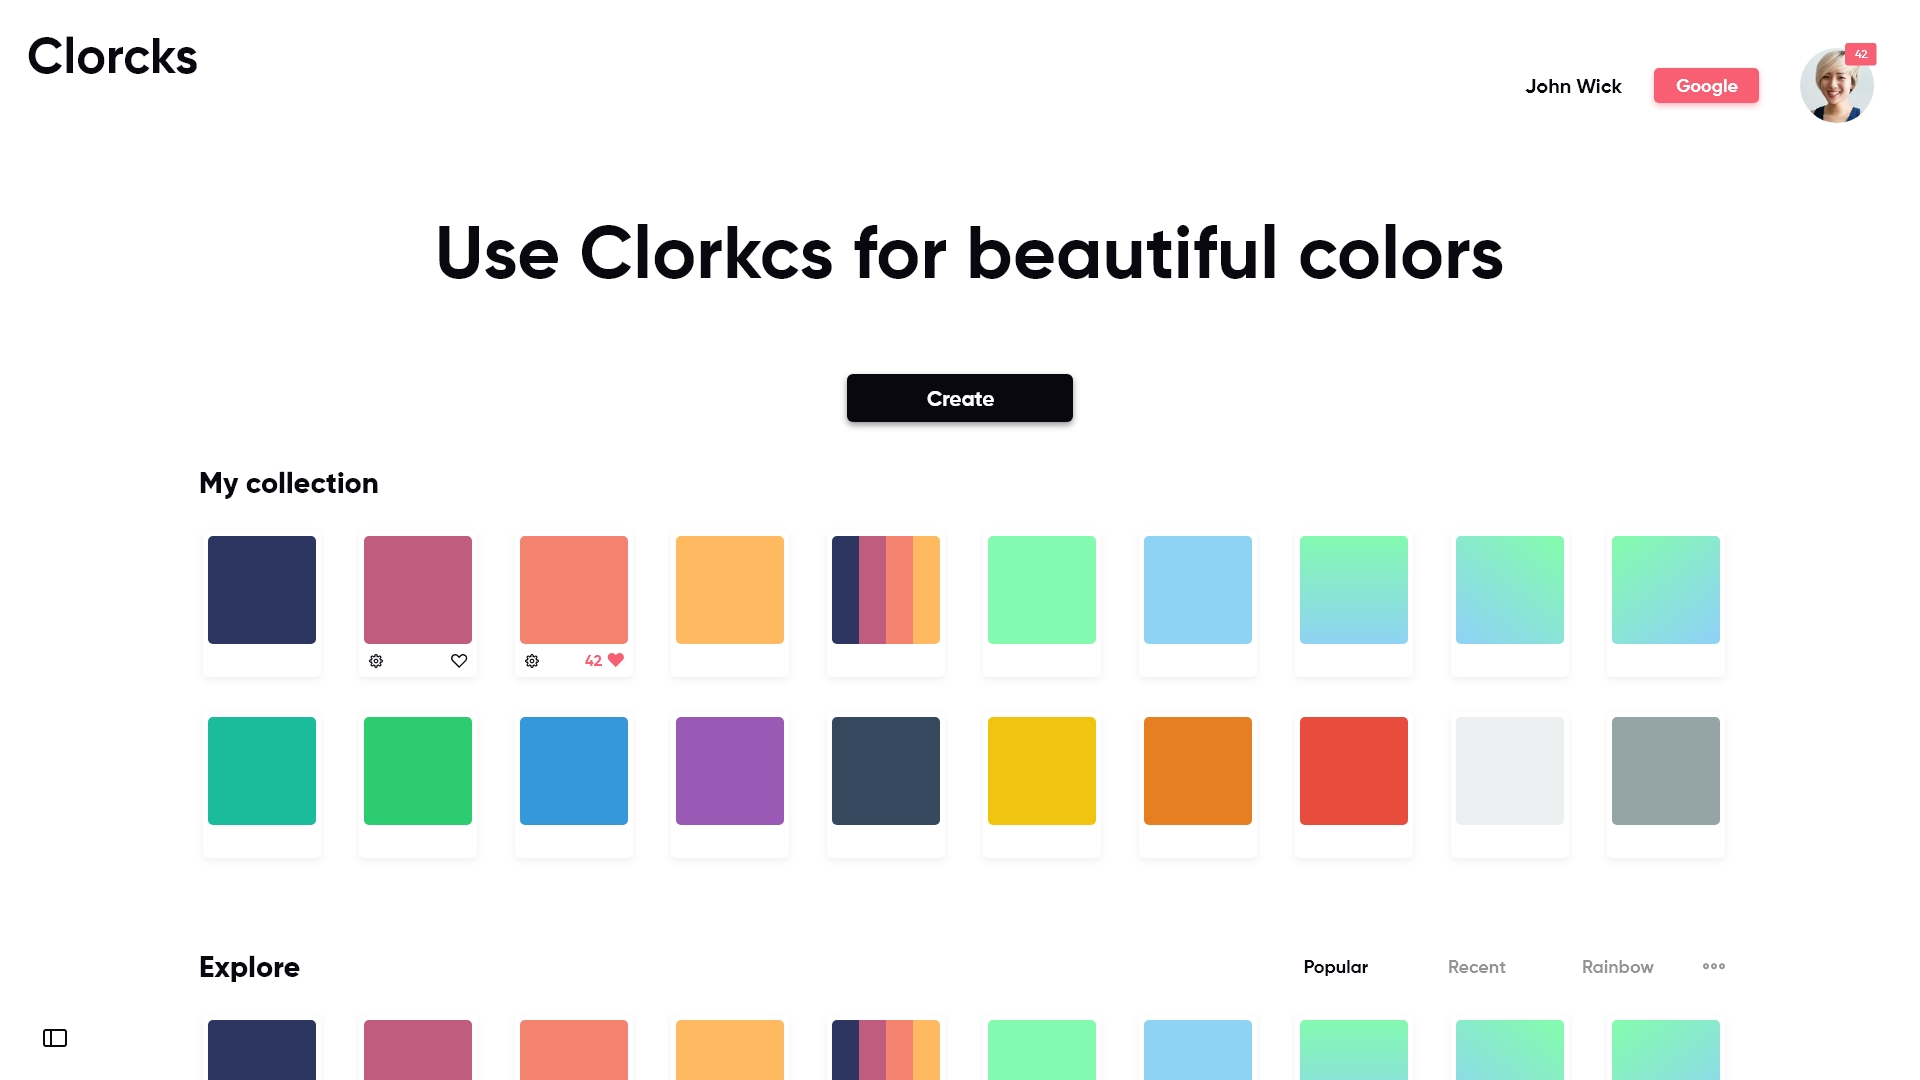 Clorcks
John Wick
Google
42
Use Clorkcs for beautiful colors
Create
My collection
42
Explore
Popular
Recent
Rainbow